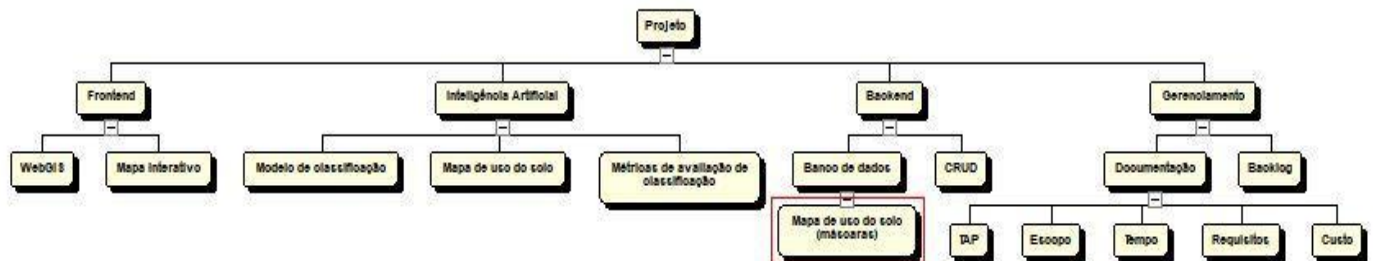 Projeto
Frontend
Inteligência Artificial
Backend
Gerenciamento
WebGIS
Mapa interativo
Modelo de classificação
Mapa de uso do solo
Métricas de avaliação de
classificação
Banco de dados
CRUD
Documentação
Backlog
Mapa de uso do solo
(máscaras)
TAP
Escopo
Tempo
Requisitos
Custo